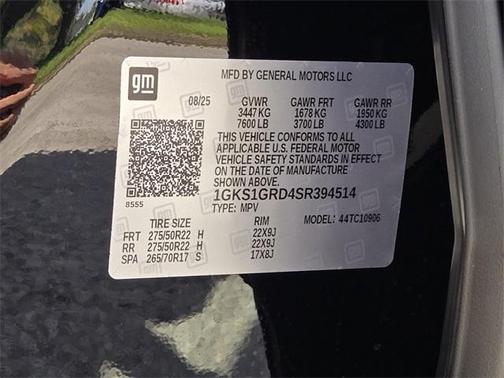 gm
MFD BY GENERAL MOTORS LLC
08/25 GVWR GAWR FRT GAWR RR
3447 KG 1678 KG 1950 KG
7600 LB 3700 LB 4300 LB
THIS VEHICLE CONFORMS TO ALL
APPLICABLE U.S. FEDERAL MOTOR
VEHICLE SAFETY STANDARDS IN EFFECT
ON THE DATE OF MANUFACTURE
SHOWN ABOVE.
8555
1GKS1GRD4SR394514
TYPE: MPV MODEL: 44TC10906
TIRE SIZE RIM
FRT 275/50R22 H 22X9J
RR 275/50R22 H 22X9J
SPA 265/70R17 S 17X8J